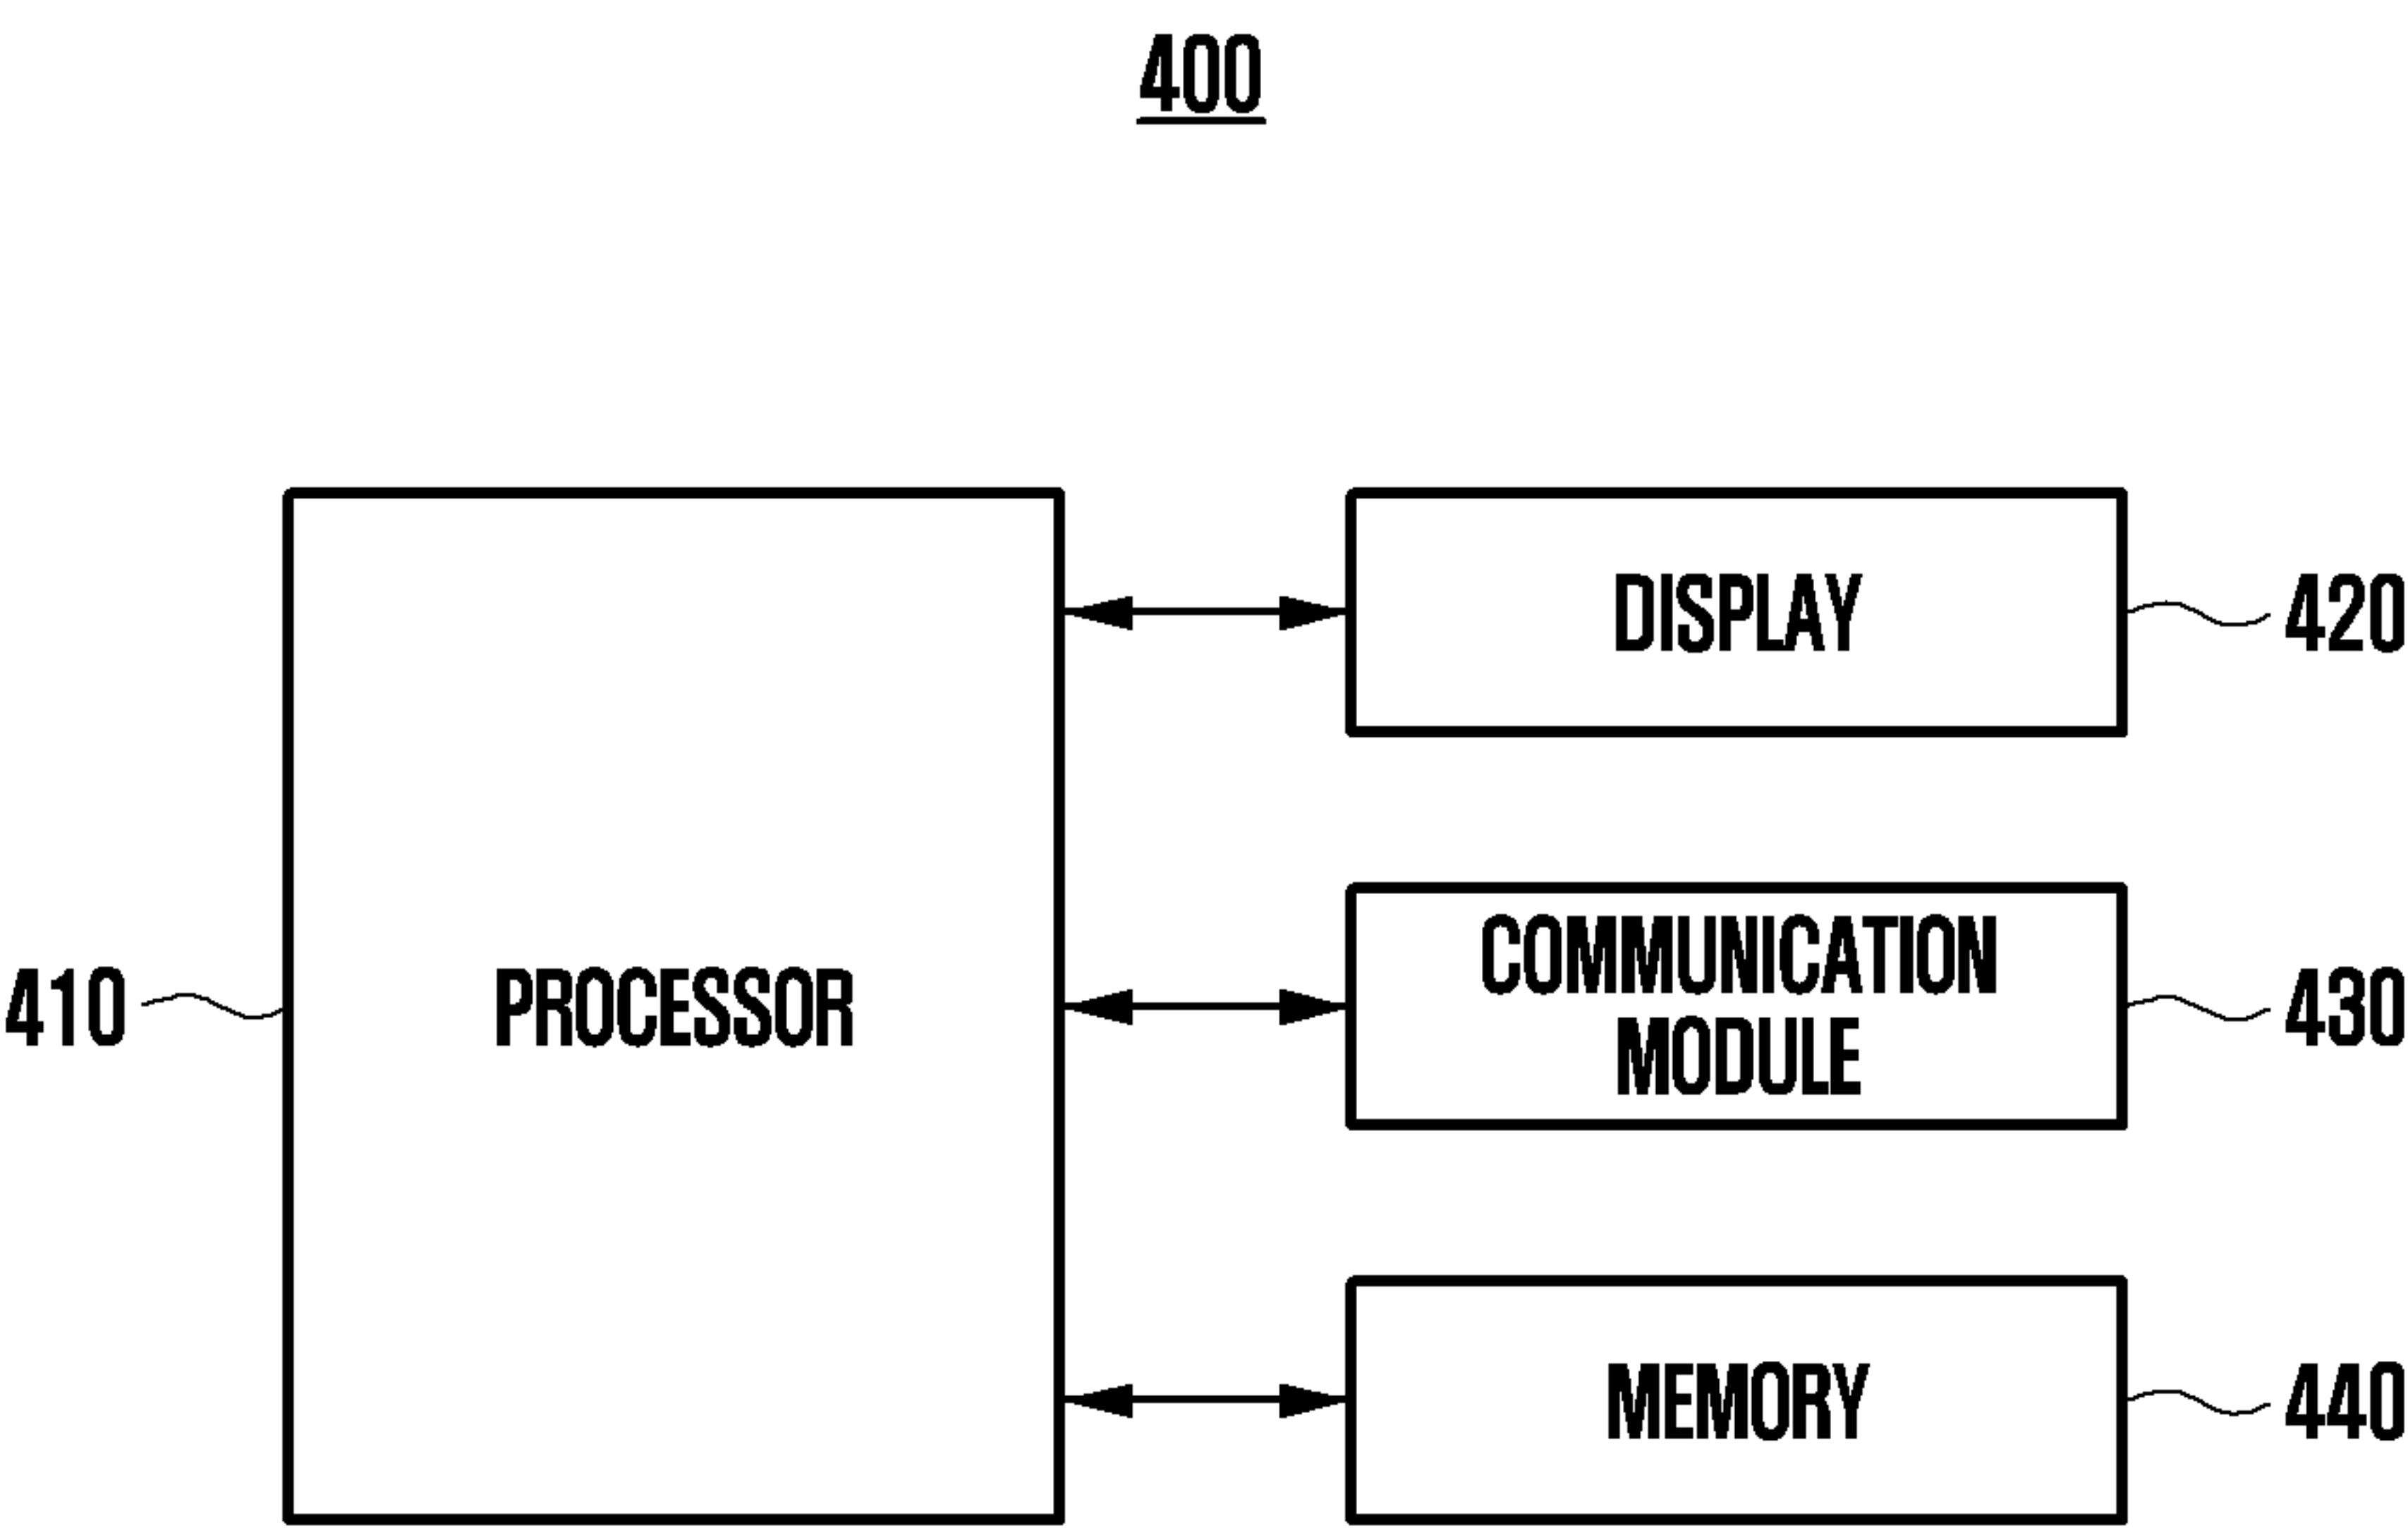 400
DISPLAY
420
COMMUNICATION
MODULE
430
410
PROCESSOR
MEMORY
440